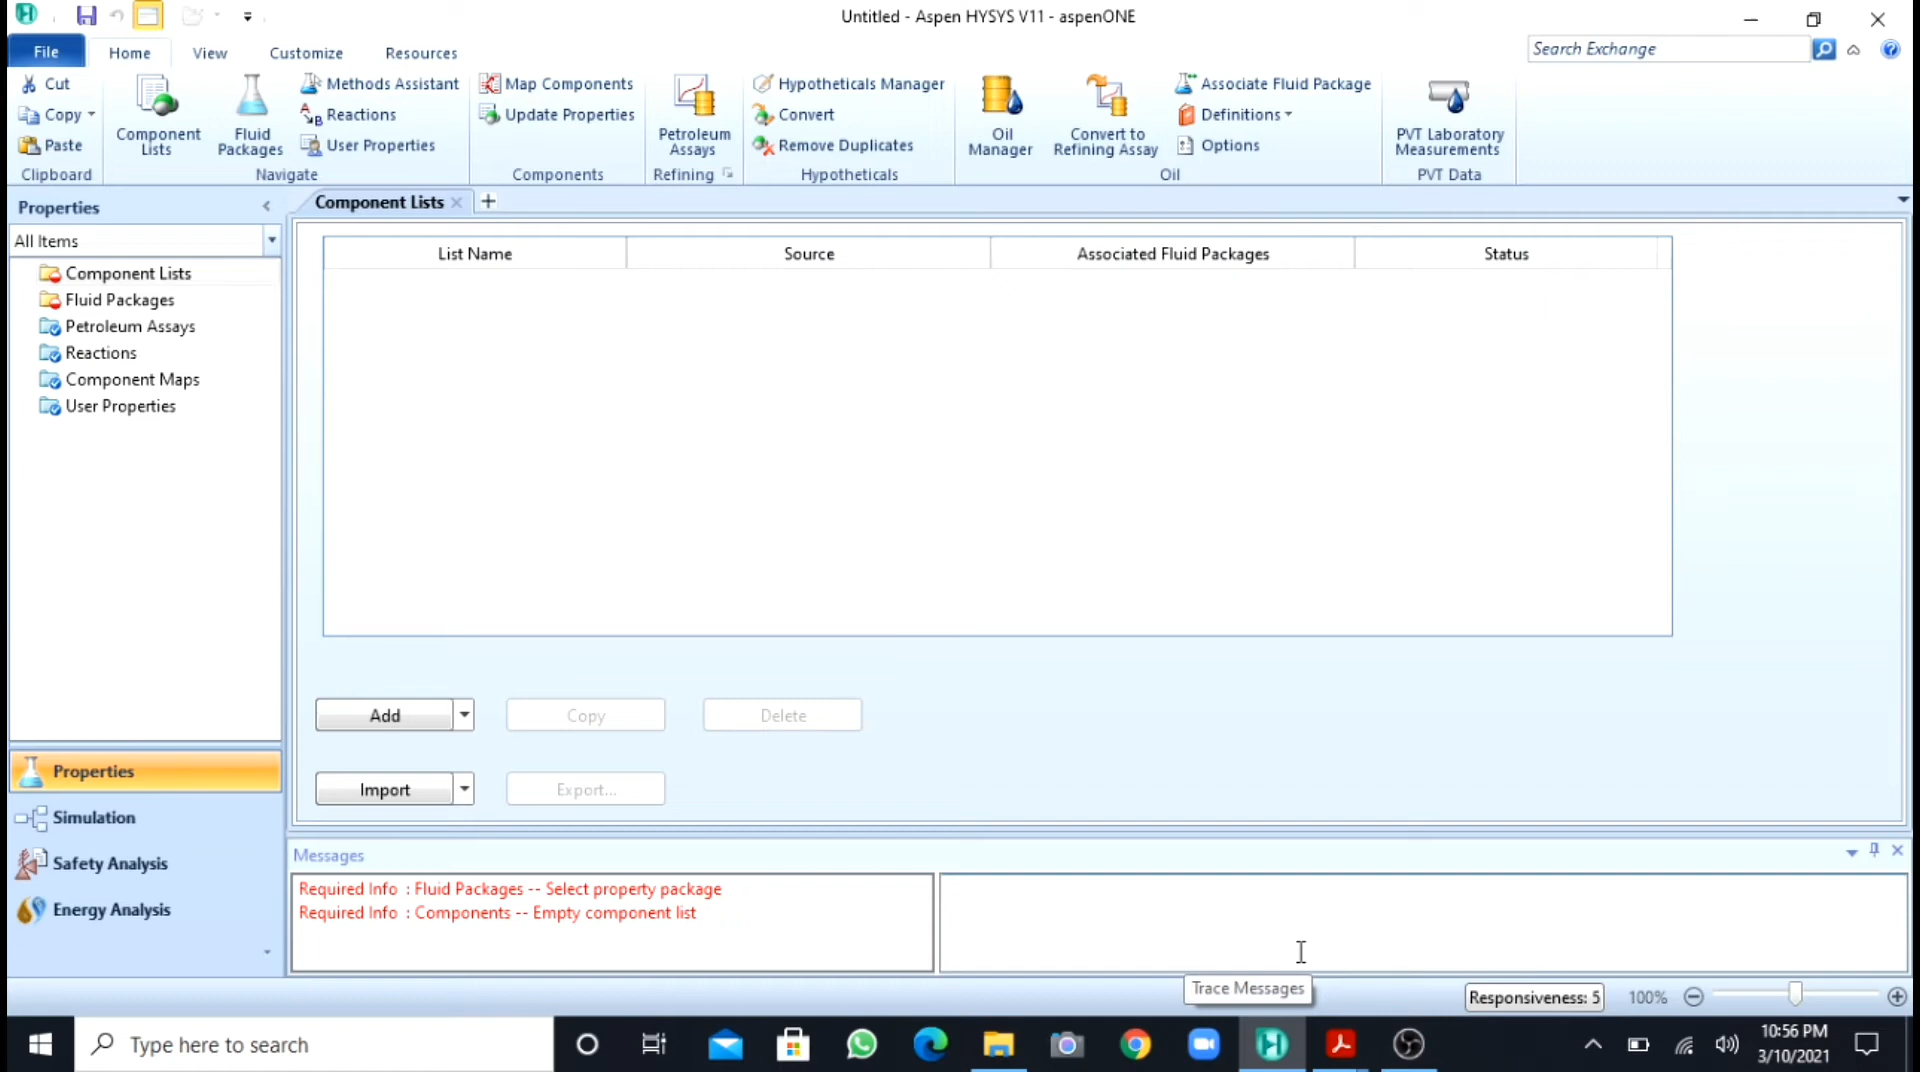 Untitled - Aspen HYSYS V11 - aspenONE
File Home View Customize Resources
Search Exchange
Cut
Copy
Paste
Clipboard
Component Lists
Fluid Packages
Methods Assistant
Reactions
User Properties
Navigate
Map Components
Update Properties
Components
Petroleum Assays
Refining
Hypotheticals Manager
Convert
Remove Duplicates
Hypotheticals
Oil Manager
Convert to Refining Assay
Associate Fluid Package
Definitions
Options
Oil
PVT Laboratory Measurements
PVT Data
Properties
All Items
Component Lists
Fluid Packages
Petroleum Assays
Reactions
Component Maps
User Properties
Properties
Simulation
Safety Analysis
Energy Analysis
Component Lists
List Name Source Associated Fluid Packages Status
Add Copy Delete
Import Export...
Messages
Required Info : Fluid Packages -- Select property package
Required Info : Components -- Empty component list
Trace Messages
Responsiveness: 5 100%
Type here to search
10:56 PM
3/10/2021